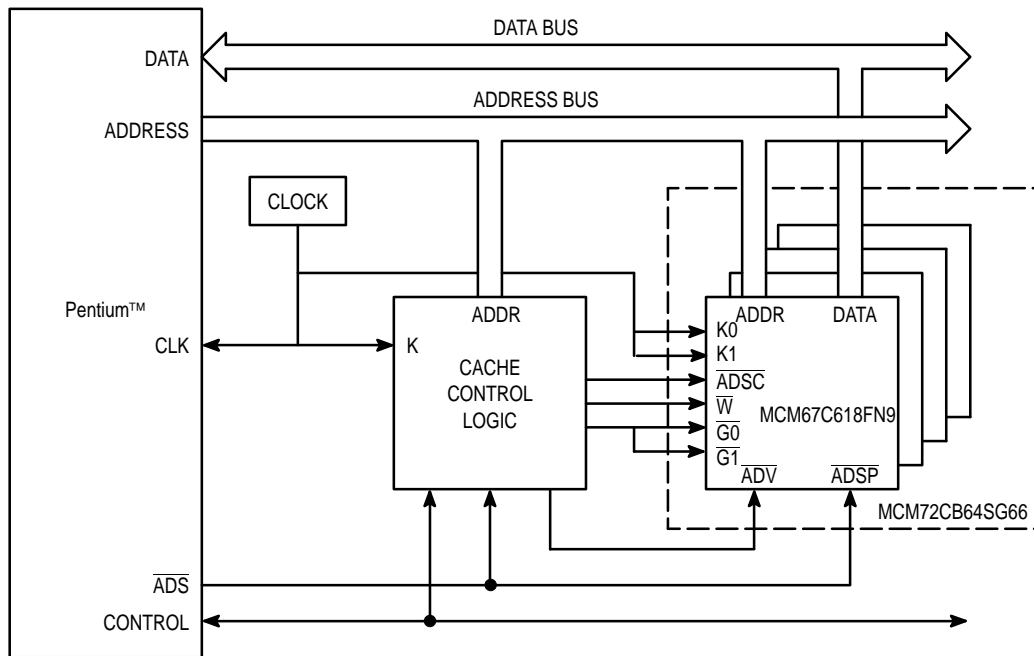 DATA BUS
DATA
ADDRESS BUS
ADDRESS
CLOCK
Pentium™
CLK
ADDR
K
CACHE
CONTROL
LOGIC
ADDR
DATA
K0
K1
ADSC
W
MCM67C618FN9
G0
G1
ADV
ADSP
MCM72CB64SG66
ADS
CONTROL